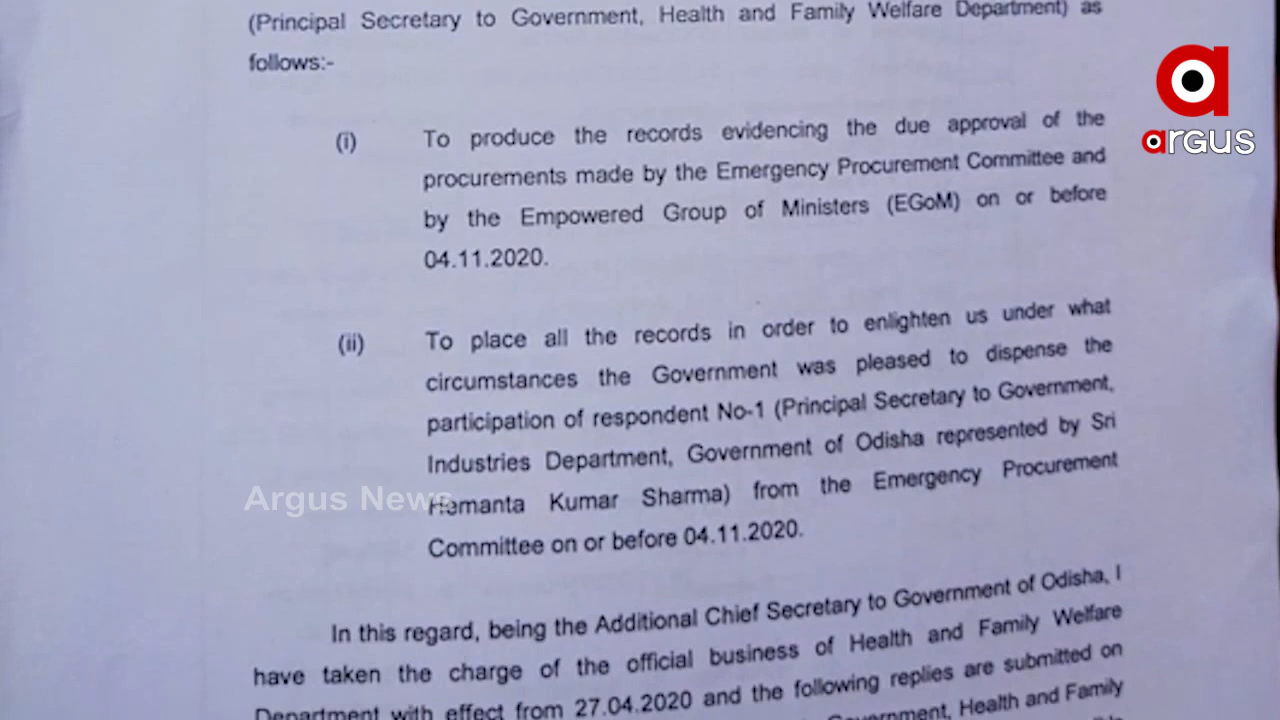 (Principal Secretary to Government, Health and Family Welfare Department) as
follows:-
argus
(i) To produce the records evidencing the due approval of the
procurements made by the Emergency Procurement Committee and
by the Empowered Group of Ministers (EGoM) on or before
04.11.2020.
(ii) To place all the records in order to enlighten us under what
circumstances the Government was pleased to dispense the
participation of respondent No-1 (Principal Secretary to Government,
Industries Department, Government of Odisha represented by Sri
Hemanta Kumar Sharma) from the Emergency Procurement
Argus News
Committee on or before 04.11.2020.
In this regard, being the Additional Chief Secretary to Government of Odisha, I
have taken the charge of the official business of Health and Family Welfare
Department with effect from 27.04.2020 and the following replies are submitted on
Government, Health and Family